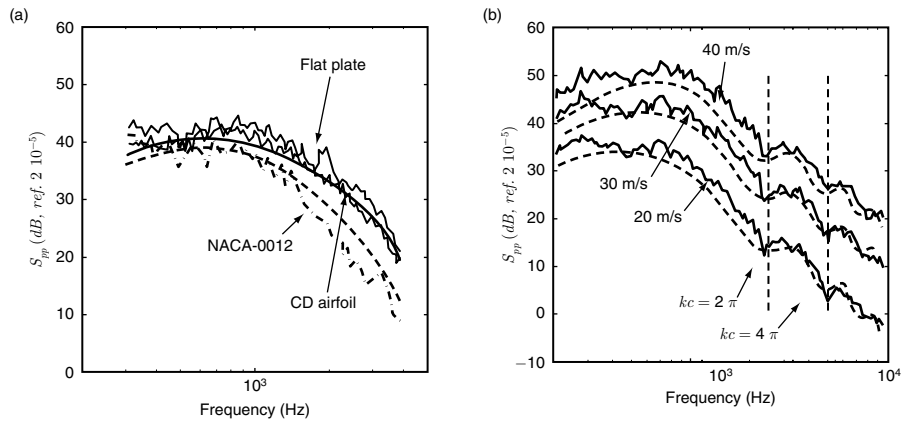 (a)
60
50
40
30
20
10
0
S_pp (dB, ref. 2 10^−5)
Flat plate
NACA-0012
CD airfoil
10^3
Frequency (Hz)
(b)
60
50
40
30
20
10
0
−10
S_pp (dB, ref. 2 10^−5)
40 m/s
30 m/s
20 m/s
kc = 2 π
kc = 4 π
10^3
10^4
Frequency (Hz)